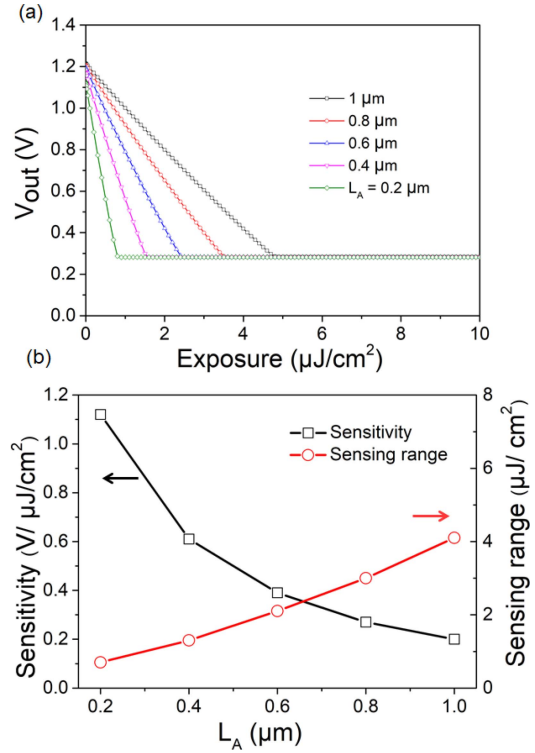 (a)
1.4
1.2
1.0
0.8
0.6
0.4
0.2
0.0
Vout (V)
1 μm
0.8 μm
0.6 μm
0.4 μm
L_A = 0.2 μm
0 2 4 6 8 10
Exposure (μJ/cm²)
(b)
1.2
1.0
0.8
0.6
0.4
0.2
0.0
Sensitivity (V/ μJ/cm²)
Sensitivity
Sensing range
8
6
4
2
0
Sensing range (μJ/ cm²)
0.2 0.4 0.6 0.8 1.0
L_A (μm)